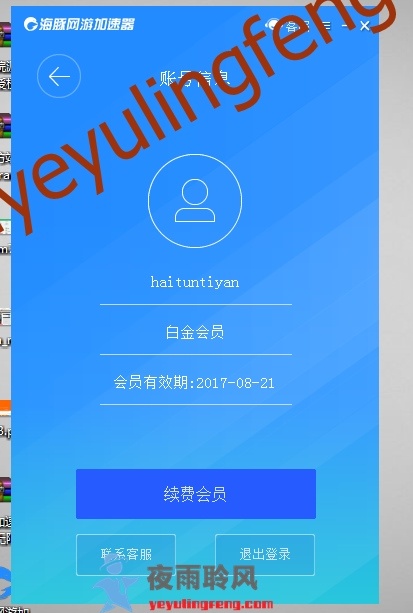 海豚网游加速器
客服
账号信息
yeyulingfeng
haituntiyan
白金会员
会员有效期:2017-08-21
续费会员
联系客服
退出登录
夜雨聆风
yeyulingfeng.com